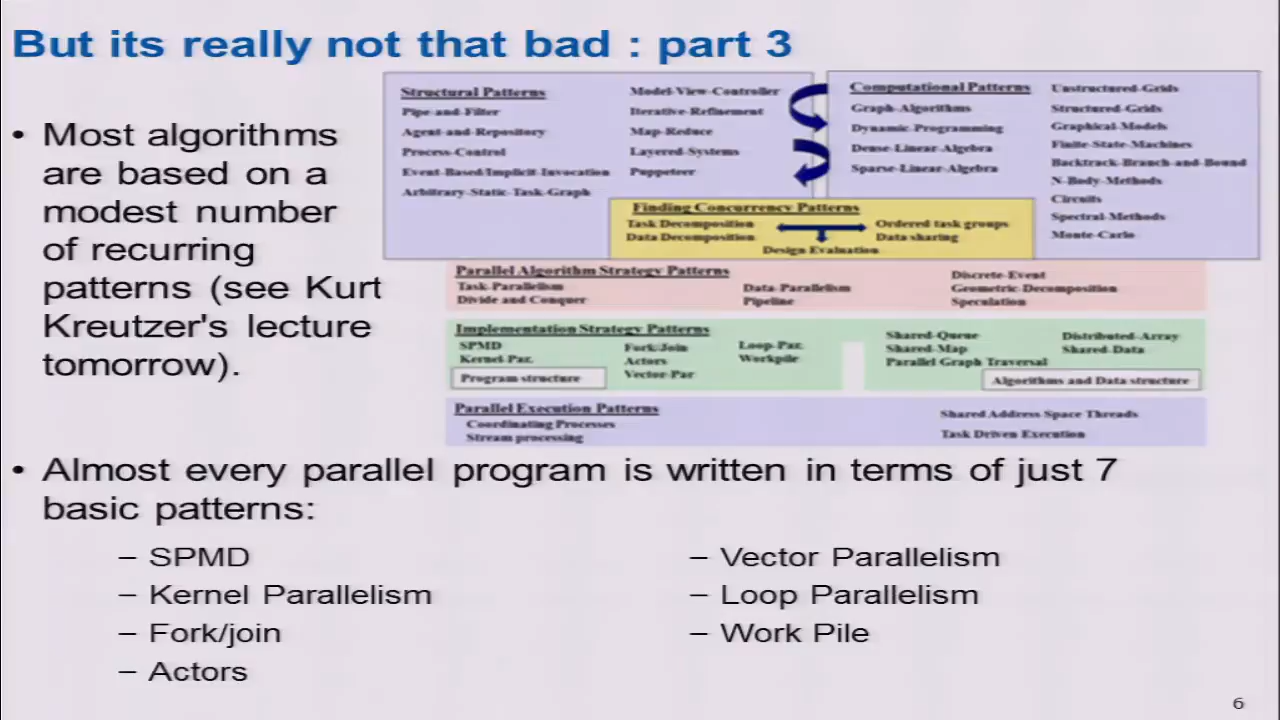 But its really not that bad : part 3
• Most algorithms
are based on a
modest number
of recurring
patterns (see Kurt
Kreutzer's lecture
tomorrow).
Structural Patterns
Pipe-and-Filter
Agent-and-Repository
Process-Control
Event-Based/Implicit-Invocation
Arbitrary-Static-Task-Graph
Model-View-Controller
Iterative-Refinement
Map-Reduce
Layered-Systems
Puppeteer
Computational Patterns
Graph-Algorithms
Dynamic-Programming
Dense-Linear-Algebra
Sparse-Linear-Algebra
Unstructured-Grids
Structured-Grids
Graphical-Models
Finite-State-Machines
Backtrack-Branch-and-Bound
N-Body-Methods
Circuits
Spectral-Methods
Monte-Carlo
Finding Concurrency Patterns
Task Decomposition
Data Decomposition
Ordered task groups
Data sharing
Design Evaluation
Parallel Algorithm Strategy Patterns
Task-Parallelism
Divide and Conquer
Data-Parallelism
Pipeline
Discrete-Event
Geometric-Decomposition
Speculation
Implementation Strategy Patterns
SPMD
Kernel-Par.
Program structure
Fork/Join
Actors
Vector-Par
Loop-Par.
Workpile
Shared-Queue
Shared-Map
Parallel Graph Traversal
Distributed-Array
Shared-Data
Algorithms and Data structure
Parallel Execution Patterns
Coordinating Processes
Stream processing
Shared Address Space Threads
Task Driven Execution
• Almost every parallel program is written in terms of just 7
basic patterns:
– SPMD
– Kernel Parallelism
– Fork/join
– Actors
– Vector Parallelism
– Loop Parallelism
– Work Pile
6